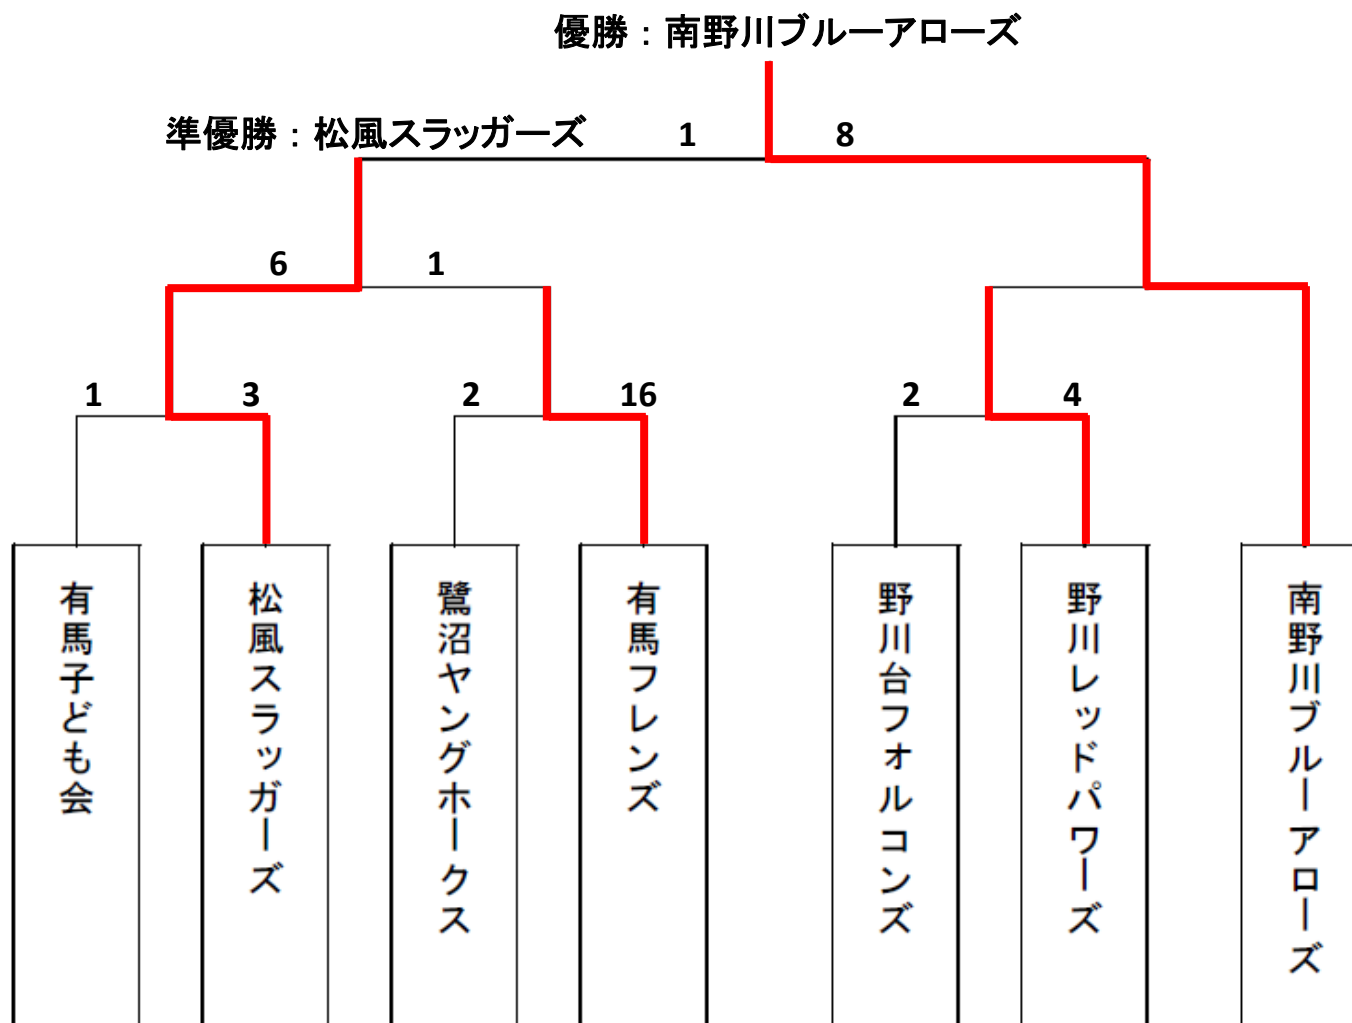 優勝：南野川ブルーアローズ
準優勝：松風スラッガーズ
1
8
6
1
1
3
2
16
2
4
有馬子ども会
松風スラッガーズ
鷺沼ヤングホークス
有馬フレンズ
野川台フォルコンズ
野川レッドパワーズ
南野川ブルーアローズ